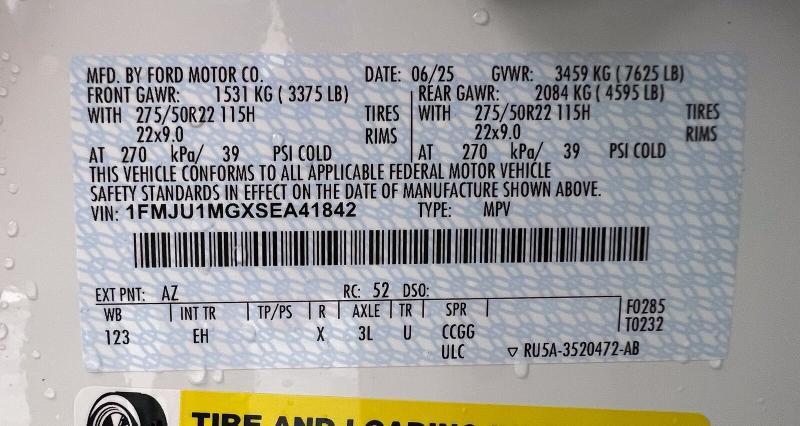 MFD. BY FORD MOTOR CO. DATE: 06/25 GVWR: 3459 KG ( 7625 LB)
FRONT GAWR: 1531 KG ( 3375 LB) REAR GAWR: 2084 KG ( 4595 LB)
WITH 275/50R22 115H TIRES WITH 275/50R22 115H TIRES
22x9.0 RIMS 22x9.0 RIMS
AT 270 kPa/ 39 PSI COLD AT 270 kPa/ 39 PSI COLD
THIS VEHICLE CONFORMS TO ALL APPLICABLE FEDERAL MOTOR VEHICLE
SAFETY STANDARDS IN EFFECT ON THE DATE OF MANUFACTURE SHOWN ABOVE.
VIN: 1FMJU1MGXSEA41842 TYPE: MPV
EXT PNT: AZ RC: 52 DSO:
WB INT TR TP/PS R AXLE TR SPR F0285
123 EH X 3L U CCGG T0232
ULC ▽ RU5A-3520472-AB
TIRE AND